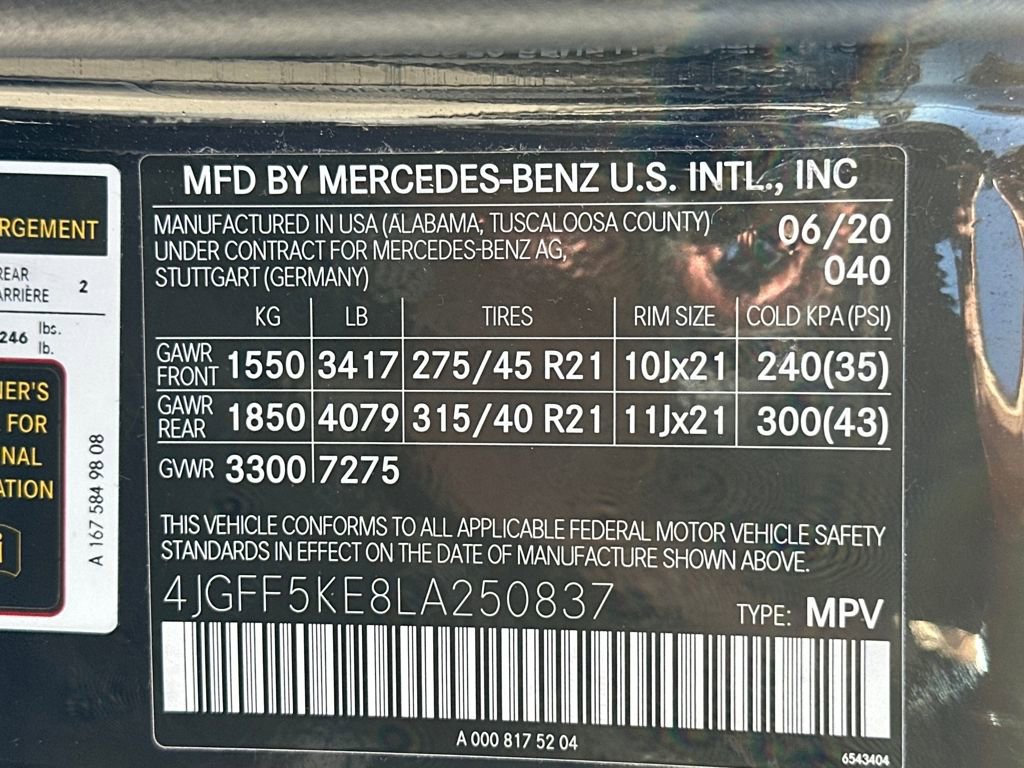 RGEMENT
REAR
ARRIÈRE 2
246 lbs.
lb.
NER'S
FOR
NAL
ATION
i
A 167 584 98 08
MFD BY MERCEDES-BENZ U.S. INTL., INC
MANUFACTURED IN USA (ALABAMA; TUSCALOOSA COUNTY) 06/20
UNDER CONTRACT FOR MERCEDES-BENZ AG,
STUTTGART (GERMANY) 040
KG LB TIRES RIM SIZE COLD KPA (PSI)
GAWR FRONT 1550 3417 275/45 R21 10Jx21 240(35)
GAWR REAR 1850 4079 315/40 R21 11Jx21 300(43)
GVWR 3300 7275
THIS VEHICLE CONFORMS TO ALL APPLICABLE FEDERAL MOTOR VEHICLE SAFETY
STANDARDS IN EFFECT ON THE DATE OF MANUFACTURE SHOWN ABOVE.
4JGFF5KE8LA250837 TYPE: MPV
A 000 817 52 04
6543404